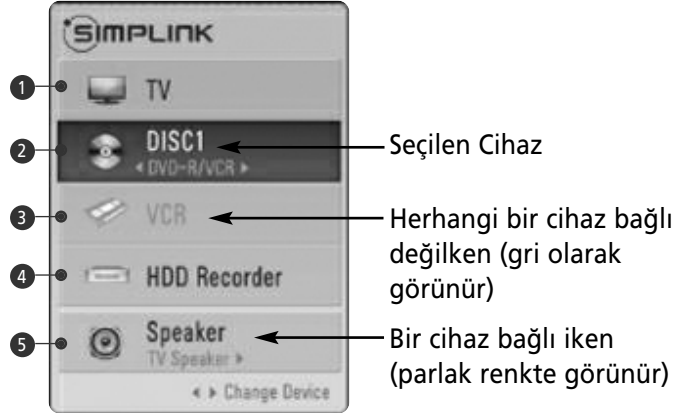 SIMPLINK
1 TV
2 DISC1
◄ DVD-R/VCR ►
Seçilen Cihaz
3 VCR
Herhangi bir cihaz bağlı
değilken (gri olarak
görünür)
4 HDD Recorder
5 Speaker
TV Speaker ►
Bir cihaz bağlı iken
(parlak renkte görünür)
◄ ► Change Device